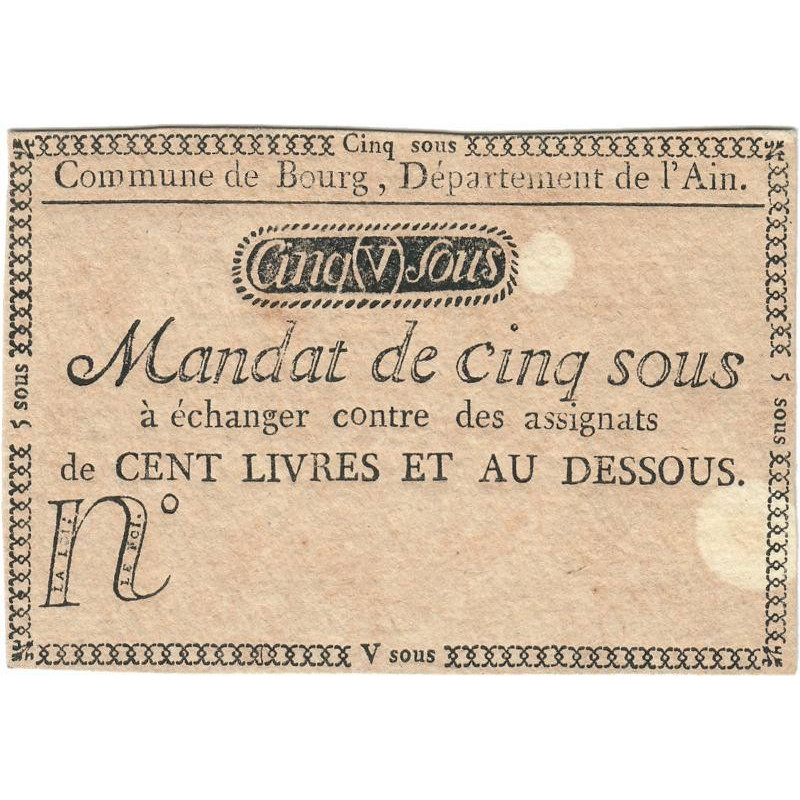 Cinq sous
Commune de Bourg, Département de l'Ain.
Cinq V sous
Mandat de cinq sous
à échanger contre des assignats
de CENT LIVRES ET AU DESSOUS.
N°
LA LOI.
LE ROI.
5 sous
5 sous
V sous